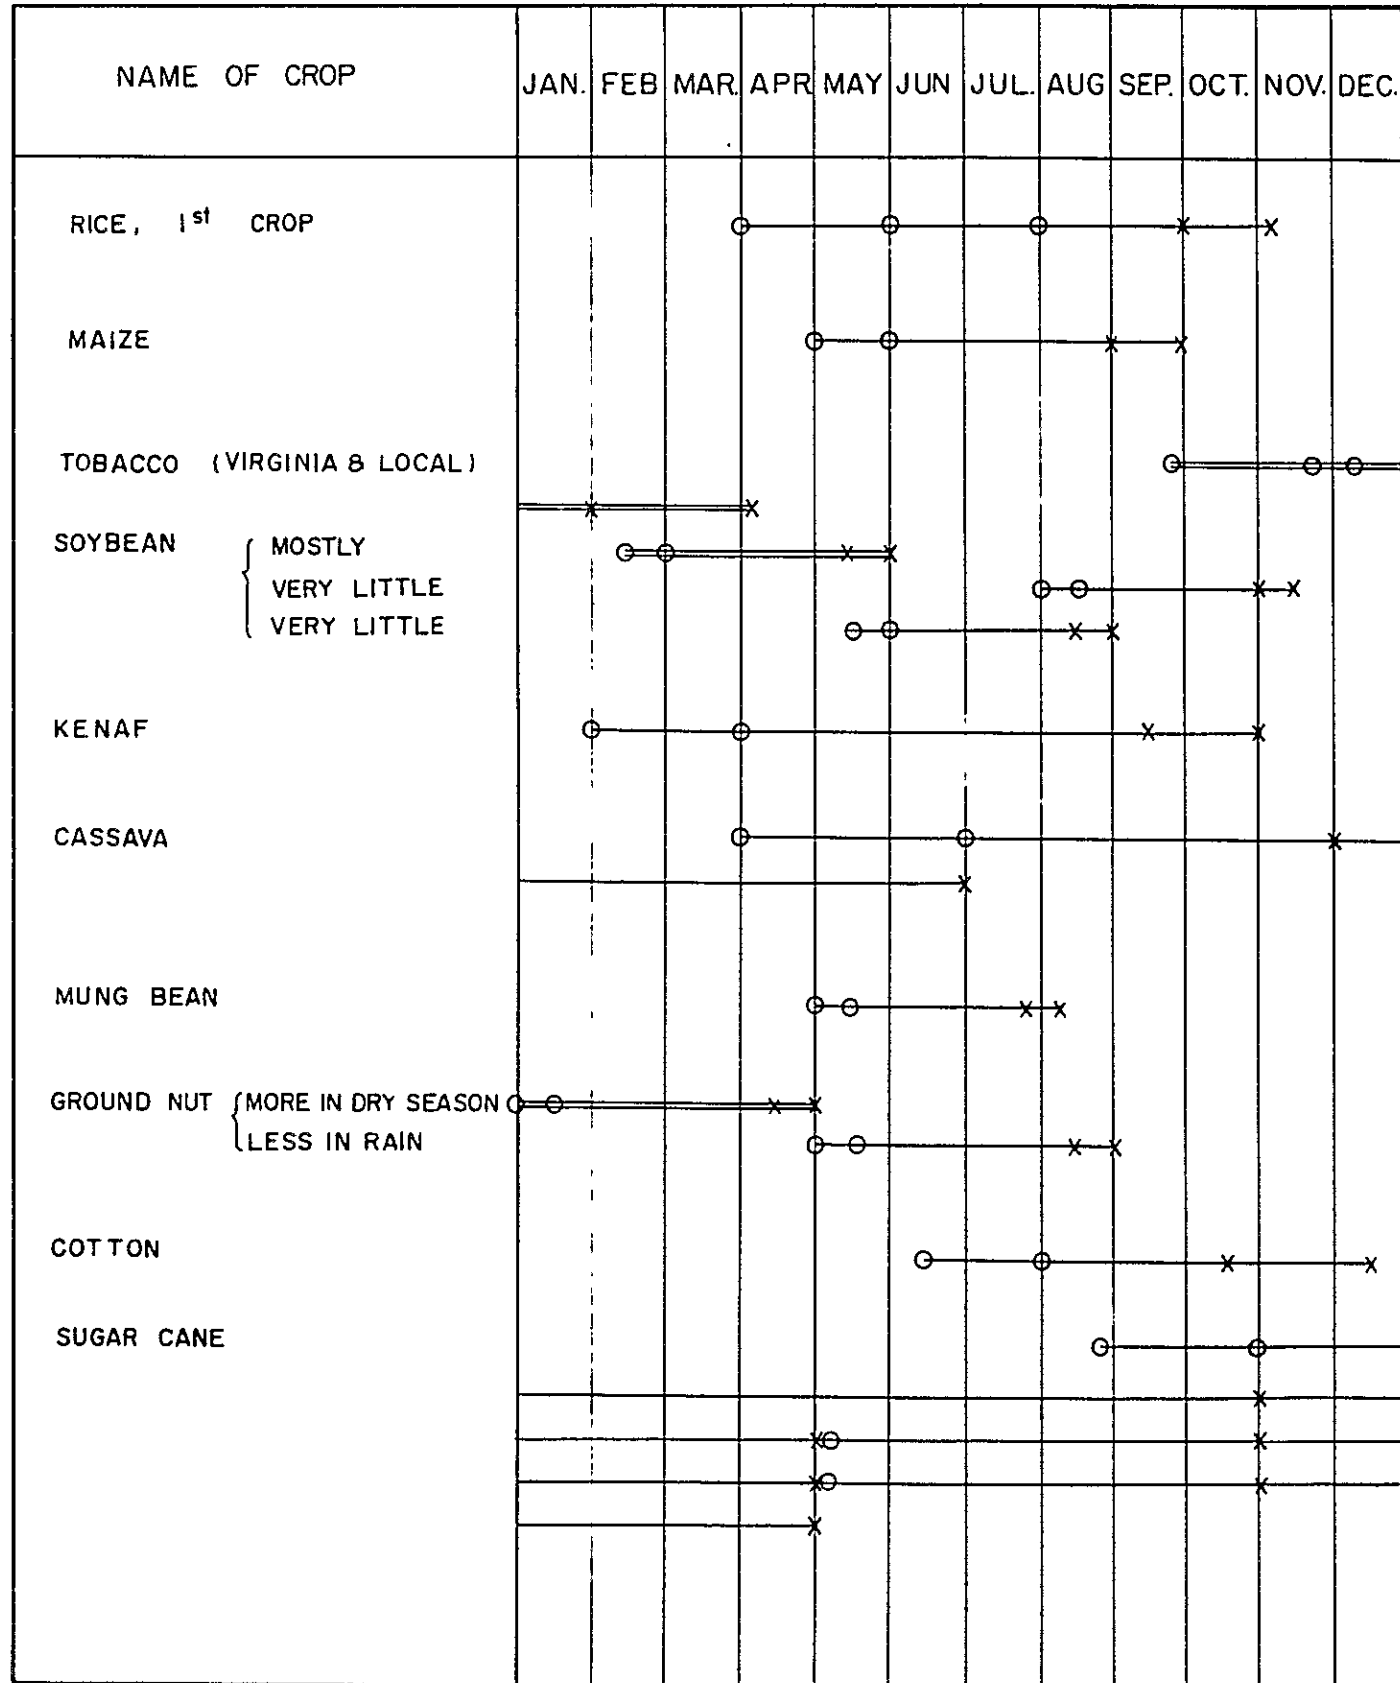 NAME OF CROP JAN. FEB MAR. APR MAY JUN JUL. AUG SEP. OCT. NOV. DEC.
RICE, 1st CROP
MAIZE
TOBACCO (VIRGINIA & LOCAL)
SOYBEAN { MOSTLY
VERY LITTLE
VERY LITTLE
KENAF
CASSAVA
MUNG BEAN
GROUND NUT { MORE IN DRY SEASON
LESS IN RAIN
COTTON
SUGAR CANE